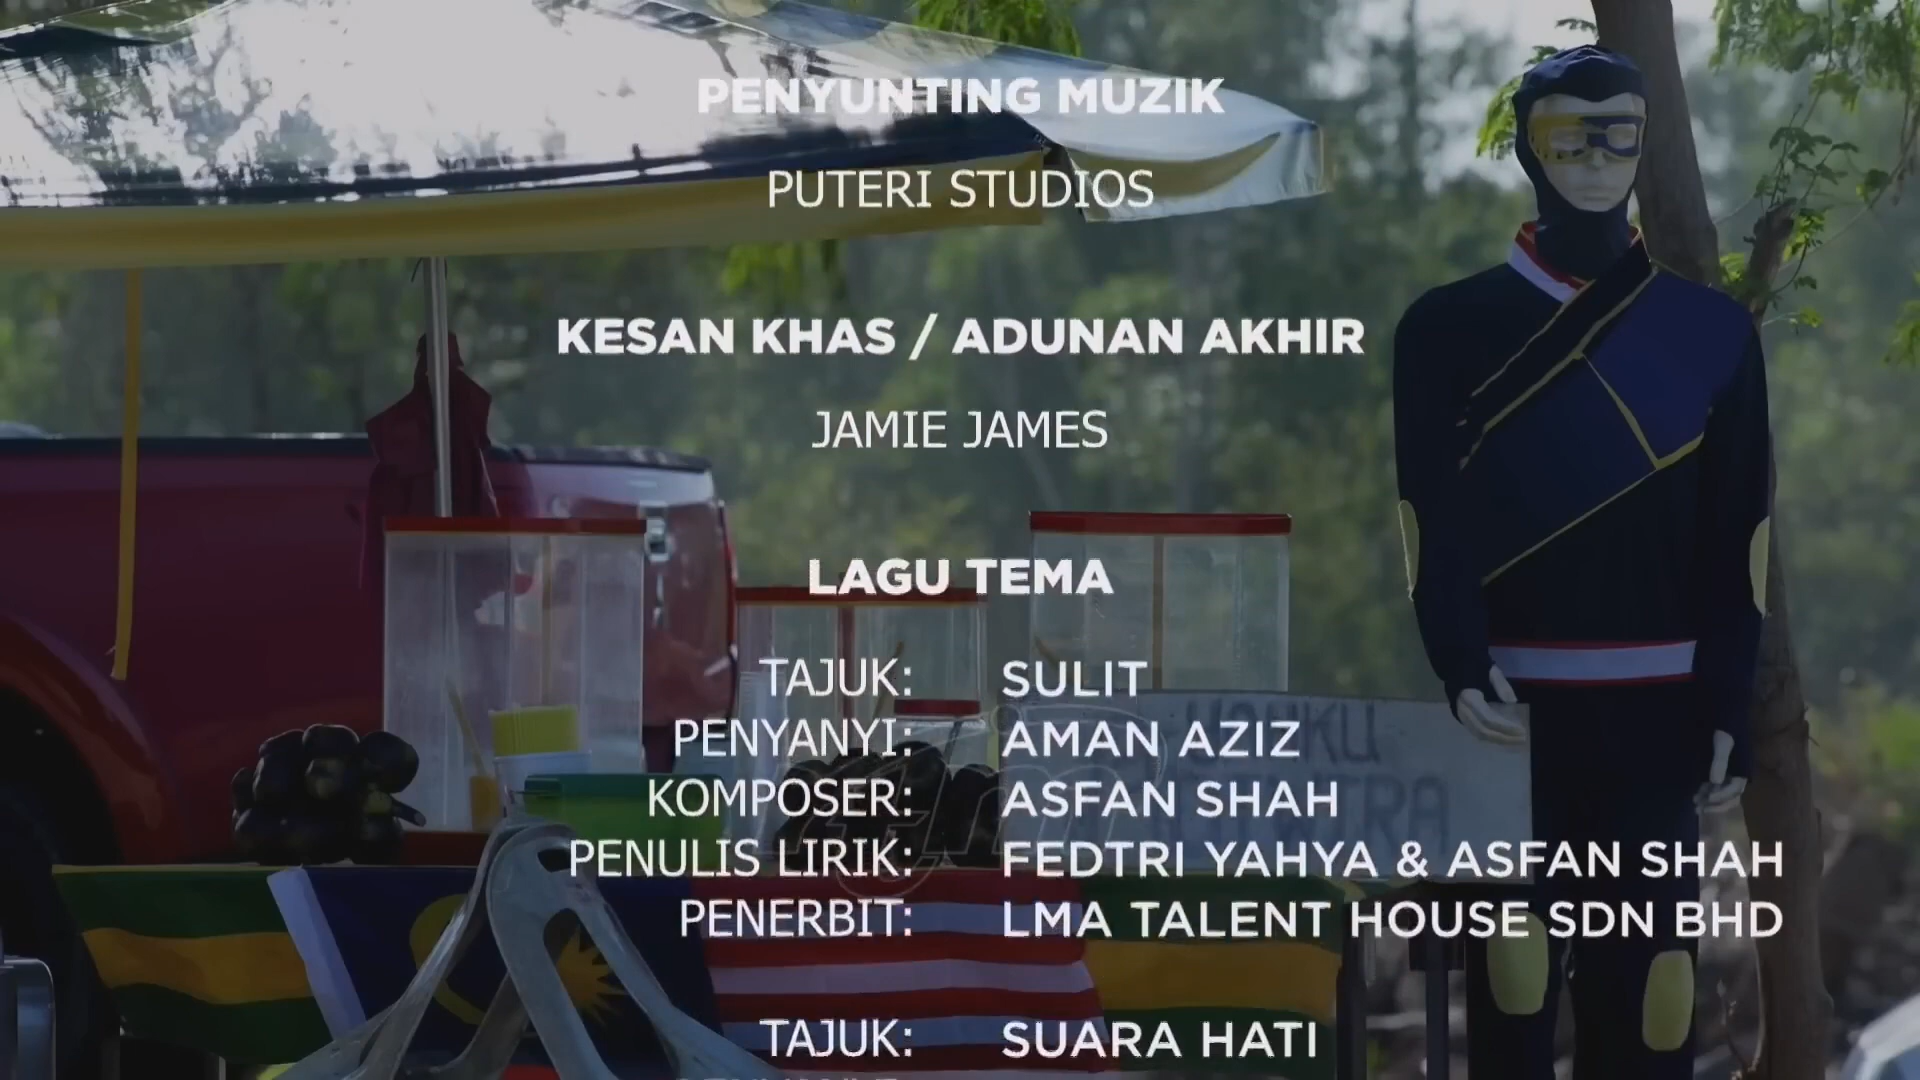 PENYUNTING MUZIK
PUTERI STUDIOS
KESAN KHAS / ADUNAN AKHIR
JAMIE JAMES
LAGU TEMA
TAJUK: SULIT
PENYANYI: AMAN AZIZ
KOMPOSER: ASFAN SHAH
PENULIS LIRIK: FEDTRI YAHYA & ASFAN SHAH
PENERBIT: LMA TALENT HOUSE SDN BHD
TAJUK: SUARA HATI